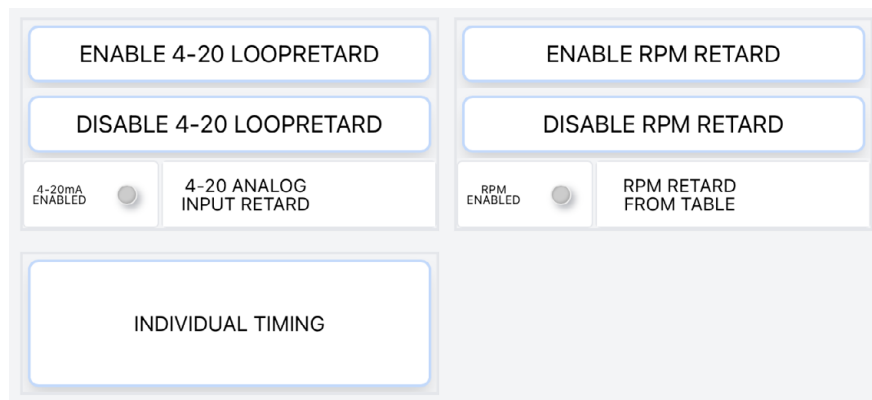 ENABLE 4-20 LOOPRETARD
DISABLE 4-20 LOOPRETARD
4-20mA
ENABLED
4-20 ANALOG
INPUT RETARD
ENABLE RPM RETARD
DISABLE RPM RETARD
RPM
ENABLED
RPM RETARD
FROM TABLE
INDIVIDUAL TIMING